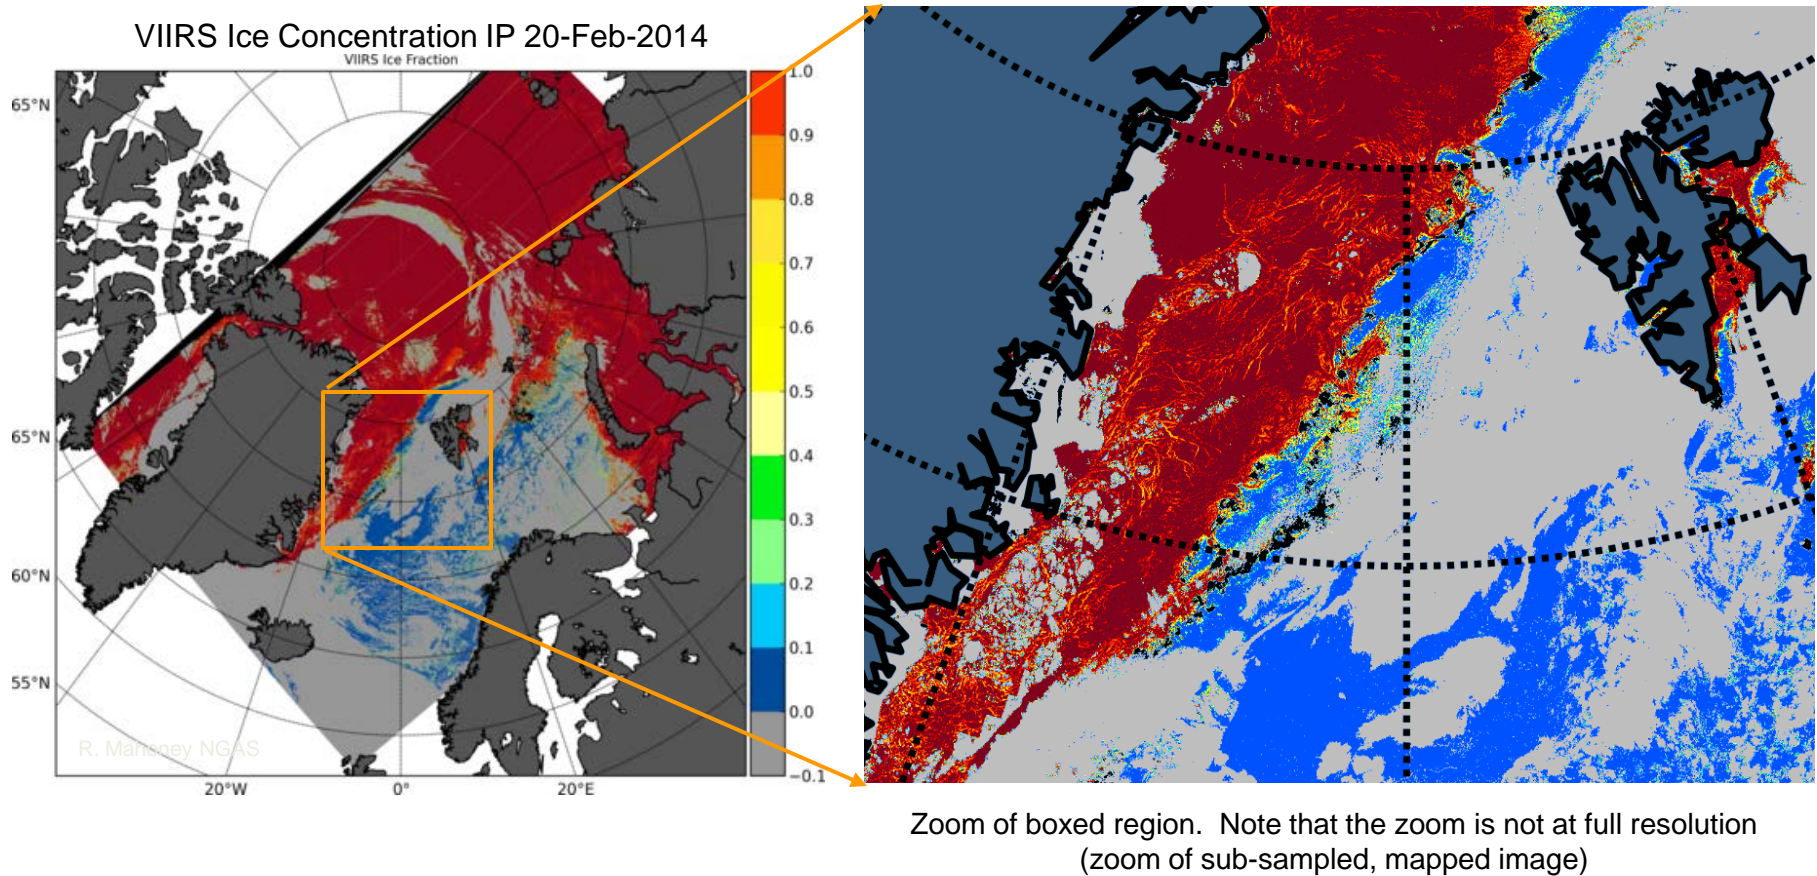 VIIRS Ice Concentration IP 20-Feb-2014
VIIRS Ice Fraction
65°N
65°N
60°N
55°N
20°W
0°
20°E
1.0
0.9
0.8
0.7
0.6
0.5
0.4
0.3
0.2
0.1
0.0
−0.1
R. Mahoney NGAS
Zoom of boxed region. Note that the zoom is not at full resolution
(zoom of sub-sampled, mapped image)